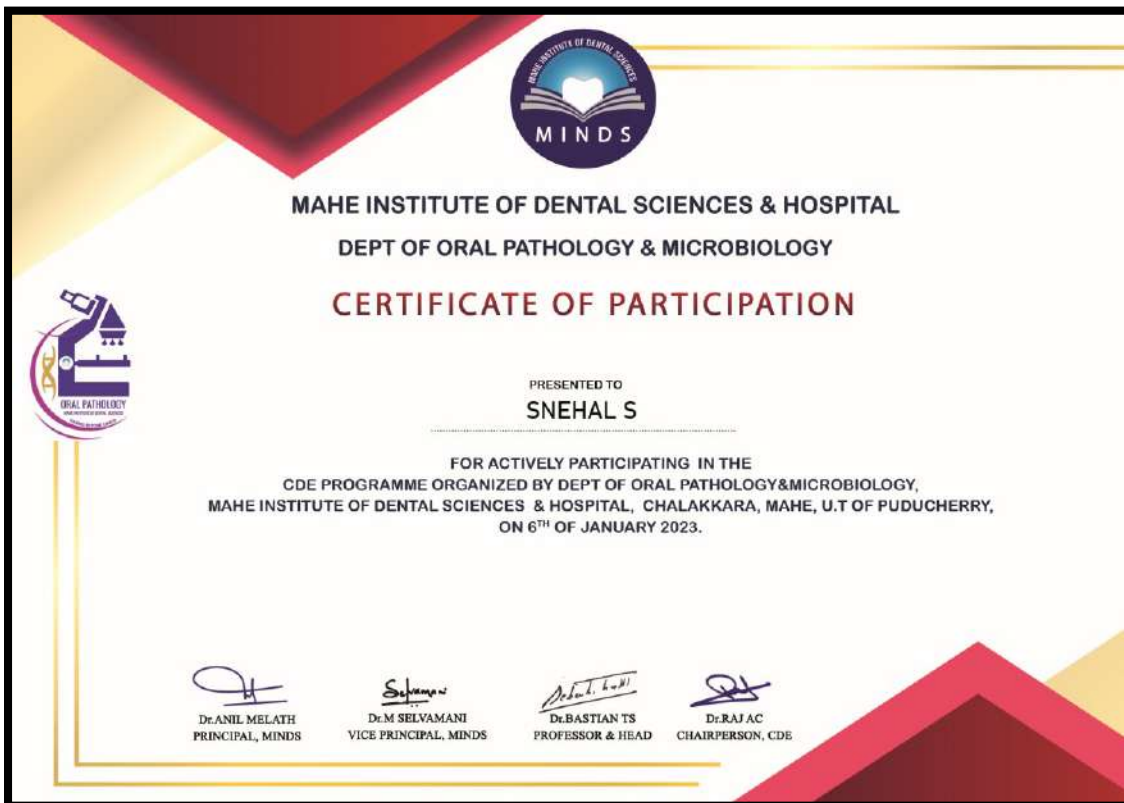 MAHE INSTITUTE OF DENTAL SCIENCES
MINDS
MAHE INSTITUTE OF DENTAL SCIENCES & HOSPITAL
DEPT OF ORAL PATHOLOGY & MICROBIOLOGY
CERTIFICATE OF PARTICIPATION
ORAL PATHOLOGY
PRESENTED TO
SNEHAL S
FOR ACTIVELY PARTICIPATING IN THE
CDE PROGRAMME ORGANIZED BY DEPT OF ORAL PATHOLOGY&MICROBIOLOGY,
MAHE INSTITUTE OF DENTAL SCIENCES & HOSPITAL, CHALAKKARA, MAHE, U.T OF PUDUCHERRY,
ON 6TH OF JANUARY 2023.
Selvamani
Dr.ANIL MELATH Dr.M SELVAMANI Dr.BASTIAN TS Dr.RAJ AC
PRINCIPAL, MINDS VICE PRINCIPAL, MINDS PROFESSOR & HEAD CHAIRPERSON, CDE